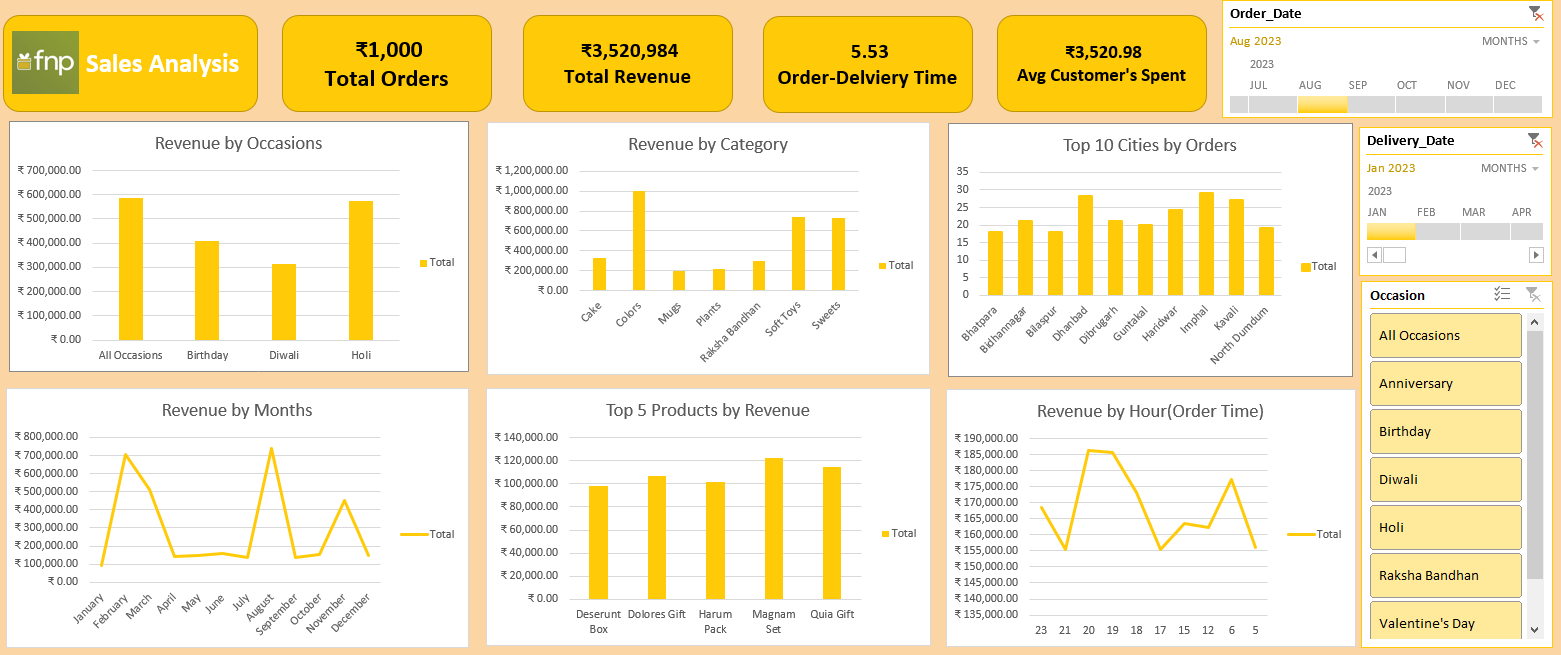 fnp Sales Analysis
₹1,000
Total Orders
₹3,520,984
Total Revenue
5.53
Order-Delviery Time
₹3,520.98
Avg Customer's Spent
Order_Date
Aug 2023 MONTHS
2023
JUL AUG SEP OCT NOV DEC
Revenue by Occasions
₹ 700,000.00
₹ 600,000.00
₹ 500,000.00
₹ 400,000.00
₹ 300,000.00
₹ 200,000.00
₹ 100,000.00
₹ 0.00
All Occasions Birthday Diwali Holi
Total
Revenue by Category
₹ 1,200,000.00
₹ 1,000,000.00
₹ 800,000.00
₹ 600,000.00
₹ 400,000.00
₹ 200,000.00
₹ 0.00
Cake Colors Mugs Plants Raksha Bandhan Soft Toys Sweets
Total
Top 10 Cities by Orders
35
30
25
20
15
10
5
0
Bhatpara Bidhannagar Bilaspur Dhanbad Dibrugarh Guntakal Haridwar Imphal Kavali North Dumdum
Total
Delivery_Date
Jan 2023 MONTHS
2023
JAN FEB MAR APR
Occasion
All Occasions
Anniversary
Birthday
Diwali
Holi
Raksha Bandhan
Valentine's Day
Revenue by Months
₹ 800,000.00
₹ 700,000.00
₹ 600,000.00
₹ 500,000.00
₹ 400,000.00
₹ 300,000.00
₹ 200,000.00
₹ 100,000.00
₹ 0.00
January February March April May June July August September October November December
Total
Top 5 Products by Revenue
₹ 140,000.00
₹ 120,000.00
₹ 100,000.00
₹ 80,000.00
₹ 60,000.00
₹ 40,000.00
₹ 20,000.00
₹ 0.00
Deserunt Box Dolores Gift Harum Pack Magnam Set Quia Gift
Total
Revenue by Hour(Order Time)
₹ 190,000.00
₹ 185,000.00
₹ 180,000.00
₹ 175,000.00
₹ 170,000.00
₹ 165,000.00
₹ 160,000.00
₹ 155,000.00
₹ 150,000.00
₹ 145,000.00
₹ 140,000.00
₹ 135,000.00
23 21 20 19 18 17 15 12 6 5
Total